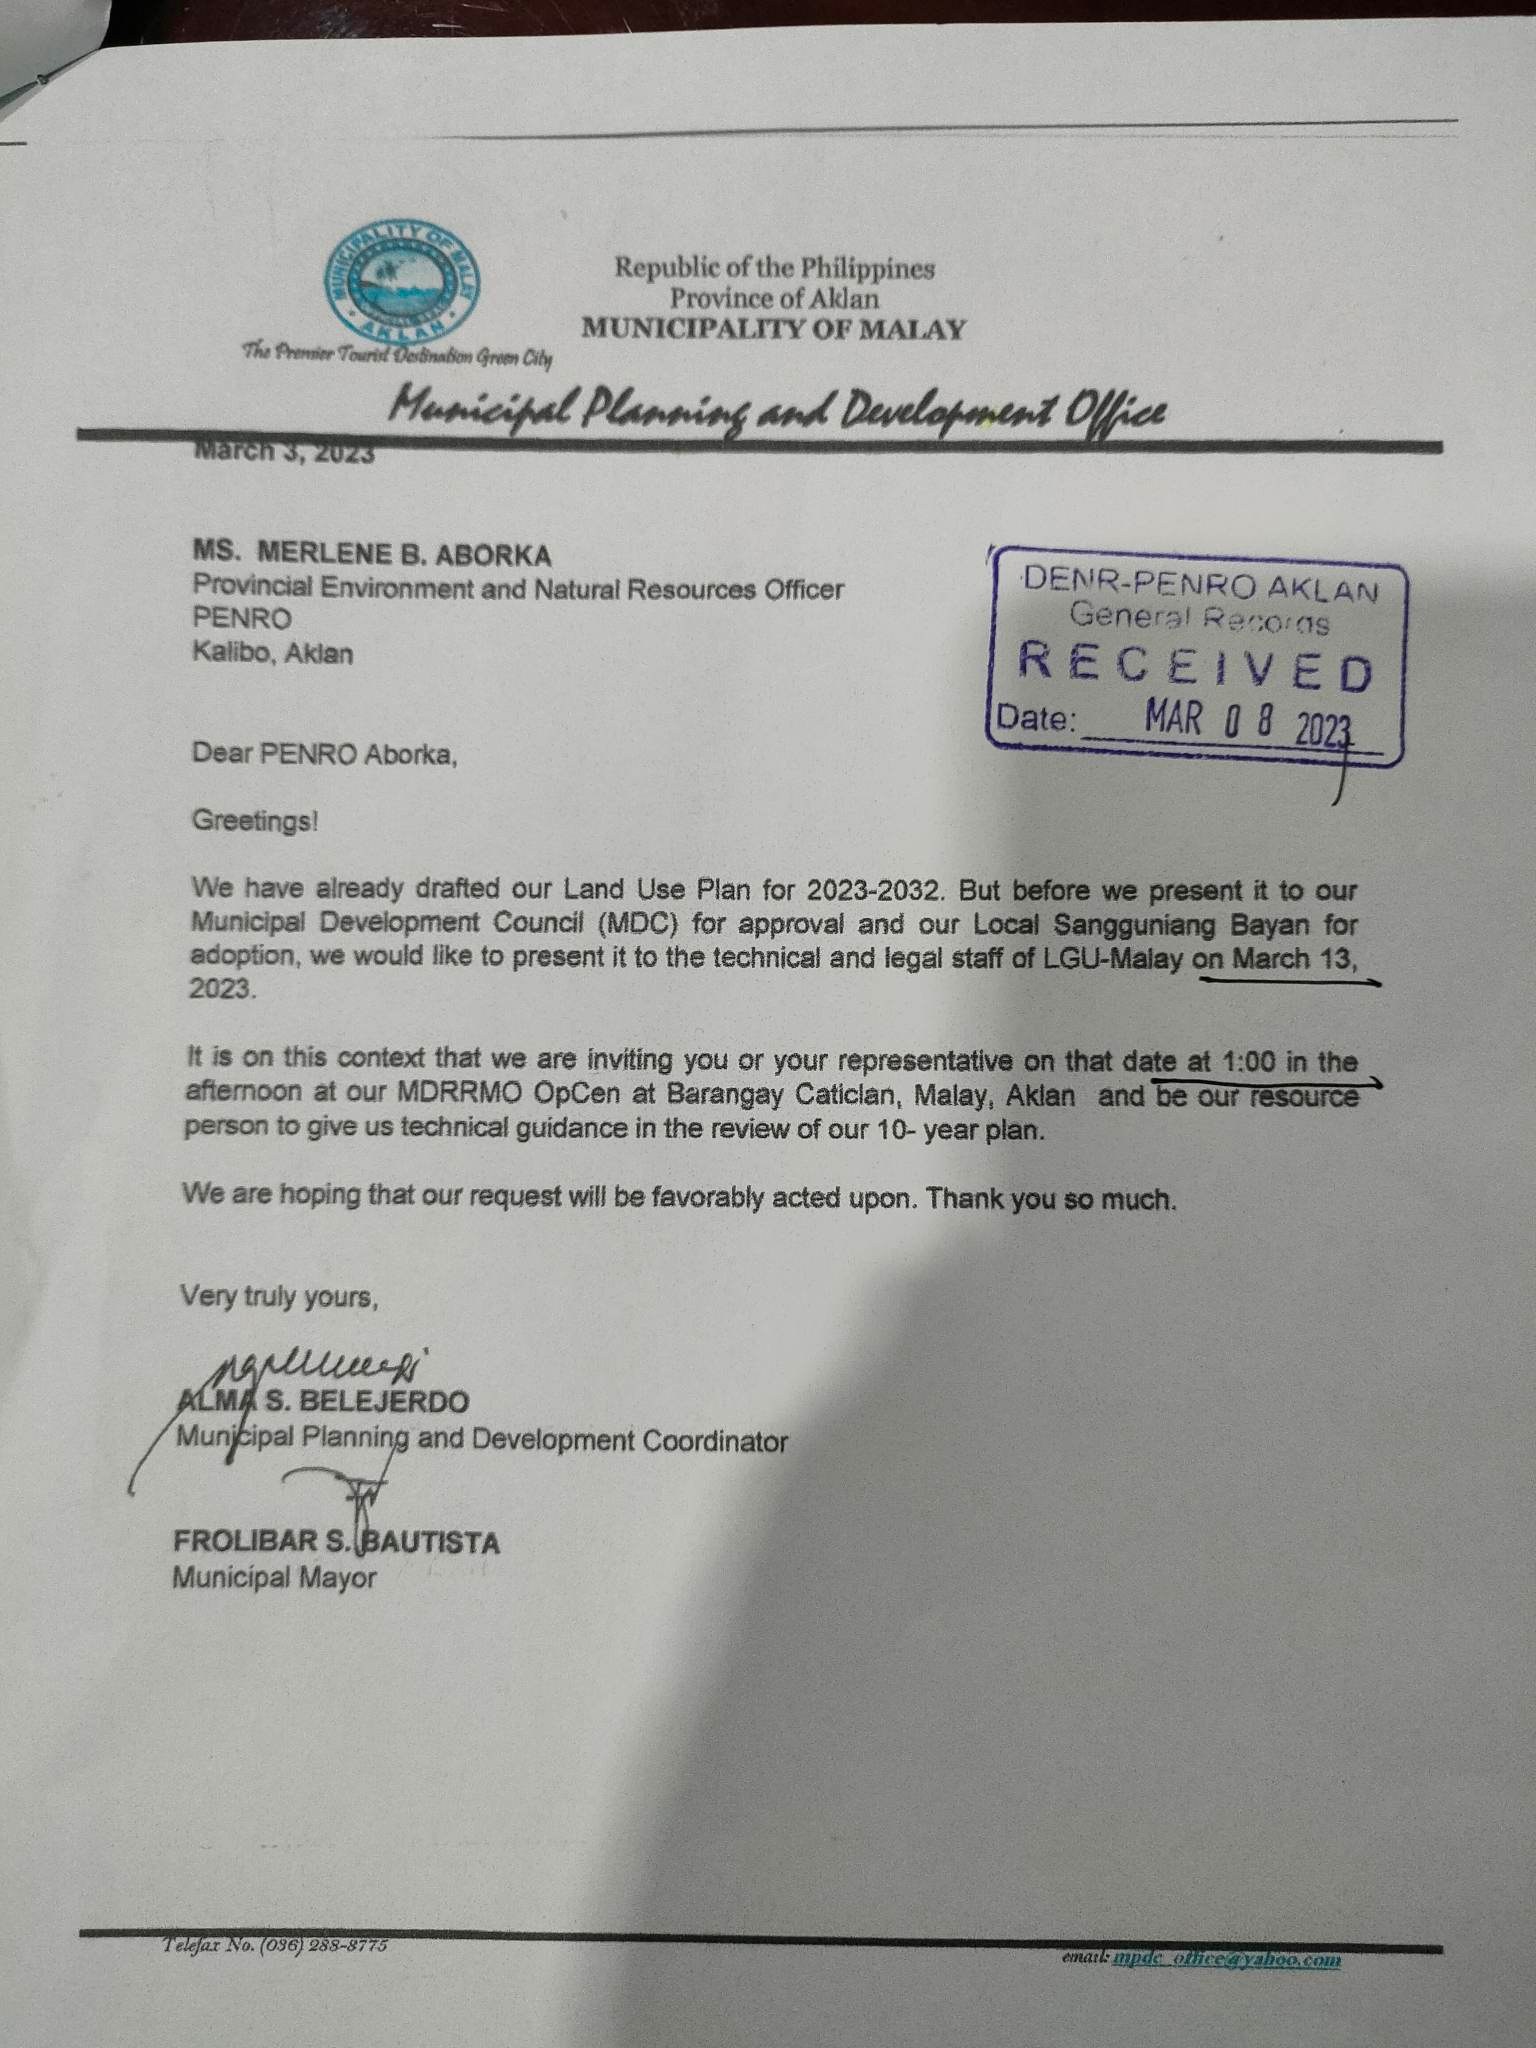 MUNICIPALITY OF MALAY
AKLAN
The Premier Tourist Destination Green City
Republic of the Philippines
Province of Aklan
MUNICIPALITY OF MALAY
Municipal Planning and Development Office
March 3, 2023
MS. MERLENE B. ABORKA
Provincial Environment and Natural Resources Officer
PENRO
Kalibo, Aklan
DENR-PENRO AKLAN
General Records
RECEIVED
Date: MAR 08 2023
Dear PENRO Aborka,
Greetings!
We have already drafted our Land Use Plan for 2023-2032. But before we present it to our
Municipal Development Council (MDC) for approval and our Local Sangguniang Bayan for
adoption, we would like to present it to the technical and legal staff of LGU-Malay on March 13,
2023.
It is on this context that we are inviting you or your representative on that date at 1:00 in the
afternoon at our MDRRMO OpCen at Barangay Caticlan, Malay, Aklan and be our resource
person to give us technical guidance in the review of our 10- year plan.
We are hoping that our request will be favorably acted upon. Thank you so much.
Very truly yours,
ALMA S. BELEJERDO
Municipal Planning and Development Coordinator
FROLIBAR S. BAUTISTA
Municipal Mayor
Telefax No. (036) 288-8775
email: mpdc_office@yahoo.com